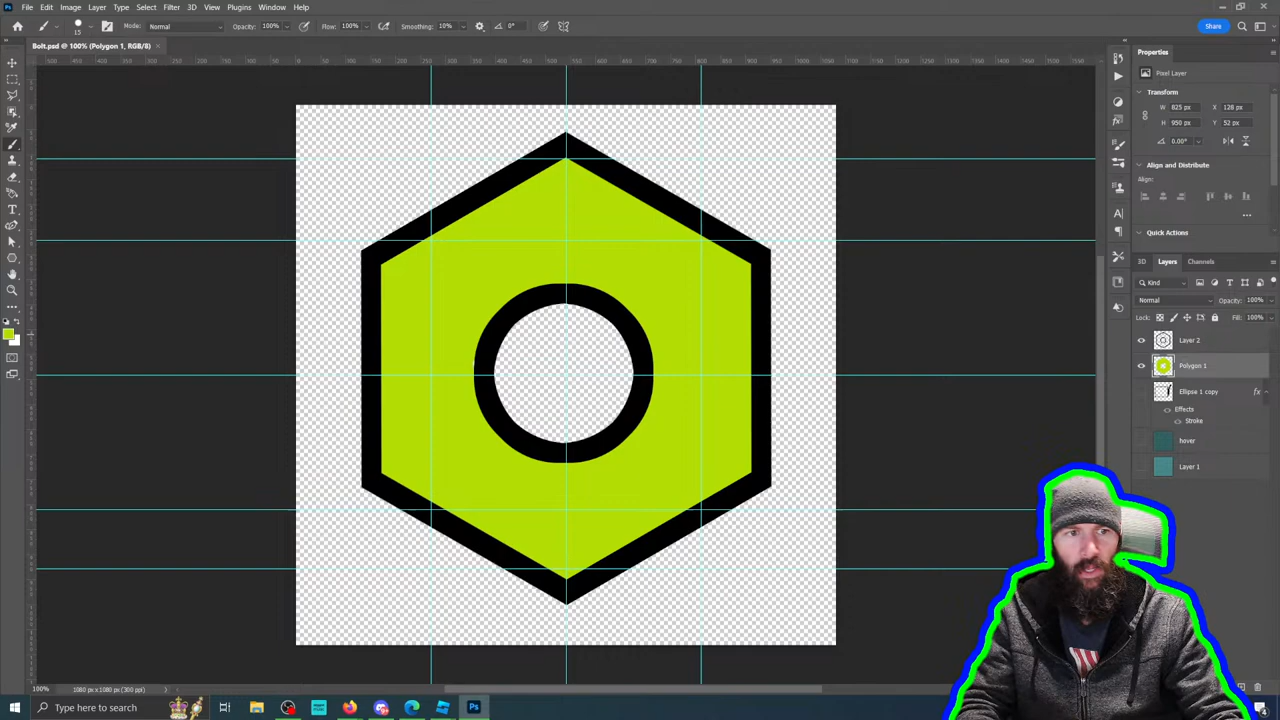 File Edit Image Layer Type Select Filter 3D View Plugins Window Help
15 Mode: Normal Opacity: 100% Flow: 100% Smoothing: 10% 0° Share
Bolt.psd @ 100% (Polygon 1, RGB/8) ×
Properties
Pixel Layer
Transform
W 825 px X 128 px
H 950 px Y 52 px
0.00°
Align and Distribute
Align:
Quick Actions
3D Layers Channels
Kind
Normal Opacity: 100%
Lock: Fill: 100%
Layer 2
Polygon 1
Ellipse 1 copy fx
Effects
Stroke
hover
Layer 1
100% 1080 px x 1080 px (300 ppi)
Type here to search